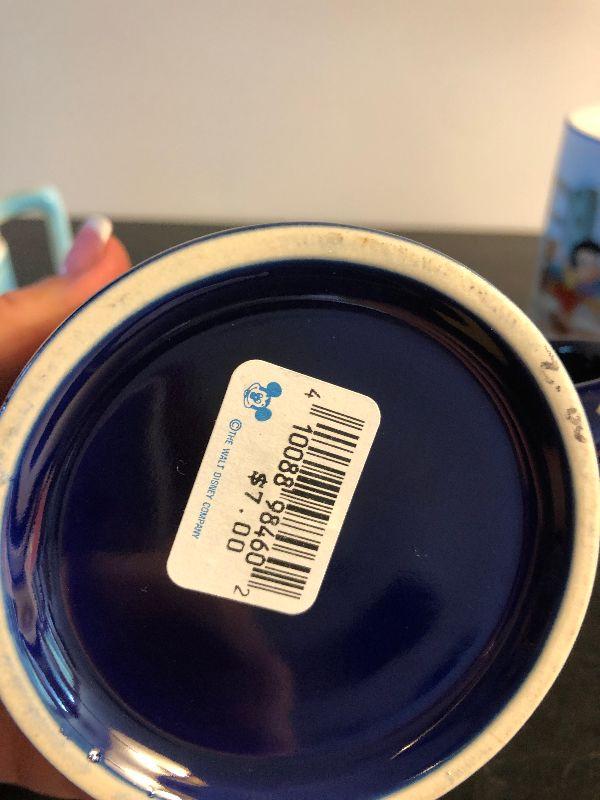 © THE WALT DISNEY COMPANY
4 10088 98460 2
$7.00